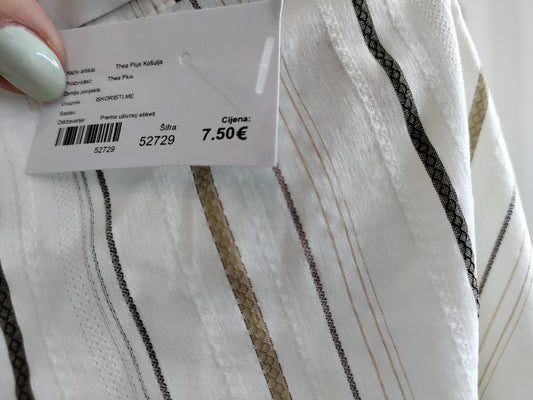 Naziv artikla: Thea Plus Košulja
Proizvođač: Thea Plus
Zemlja porijekla:
Uvoznik: ISKORISTI.ME
Sastav:
Održavanje: Prema ušivnoj etiketi
Šifra: Cijena:
52729 52729 7.50€